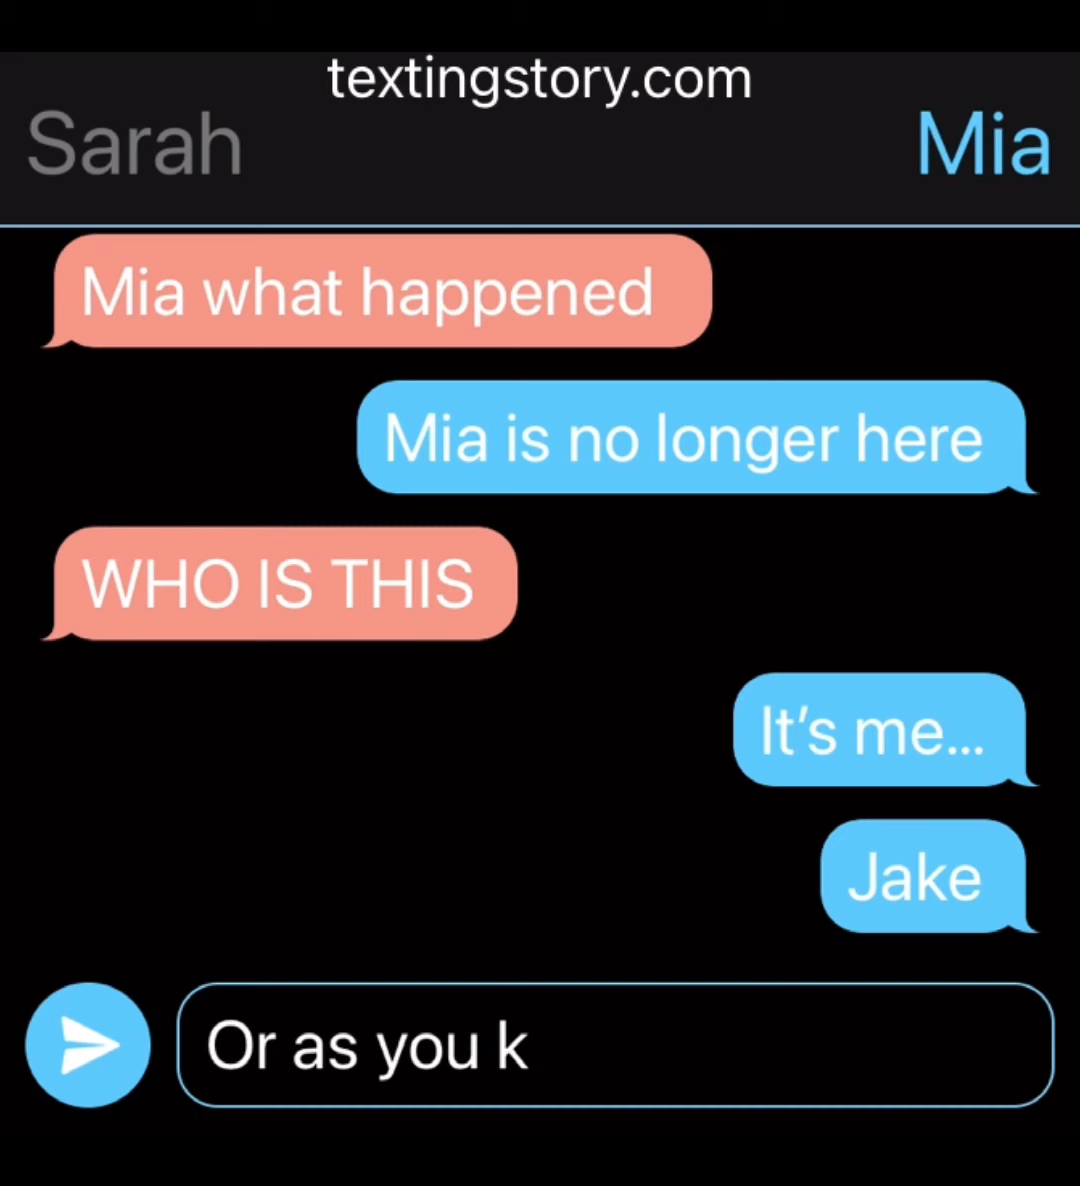 textingstory.com
Sarah
Mia
Mia what happened
Mia is no longer here
WHO IS THIS
It’s me...
Jake
Or as you k